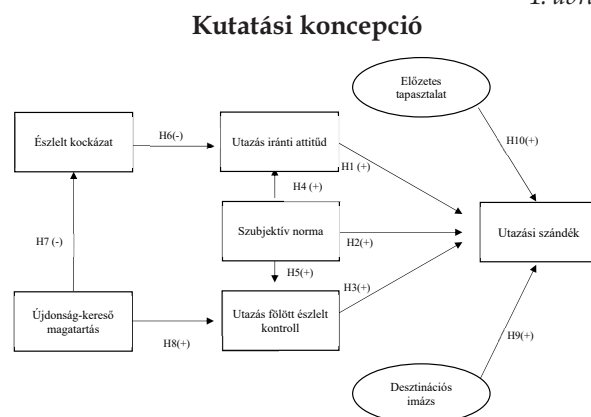 Kutatási koncepció
Előzetes
tapasztalat
Észlelt kockázat
H6(-)
Utazás iránti attitűd
H10(+)
H1 (+)
H4 (+)
H7 (-)
Szubjektív norma
H2(+)
Utazási szándék
H5(+)
H3(+)
Újdonság-kereső
magatartás
H8(+)
Utazás fölött észlelt
kontroll
H9(+)
Desztinációs
imázs